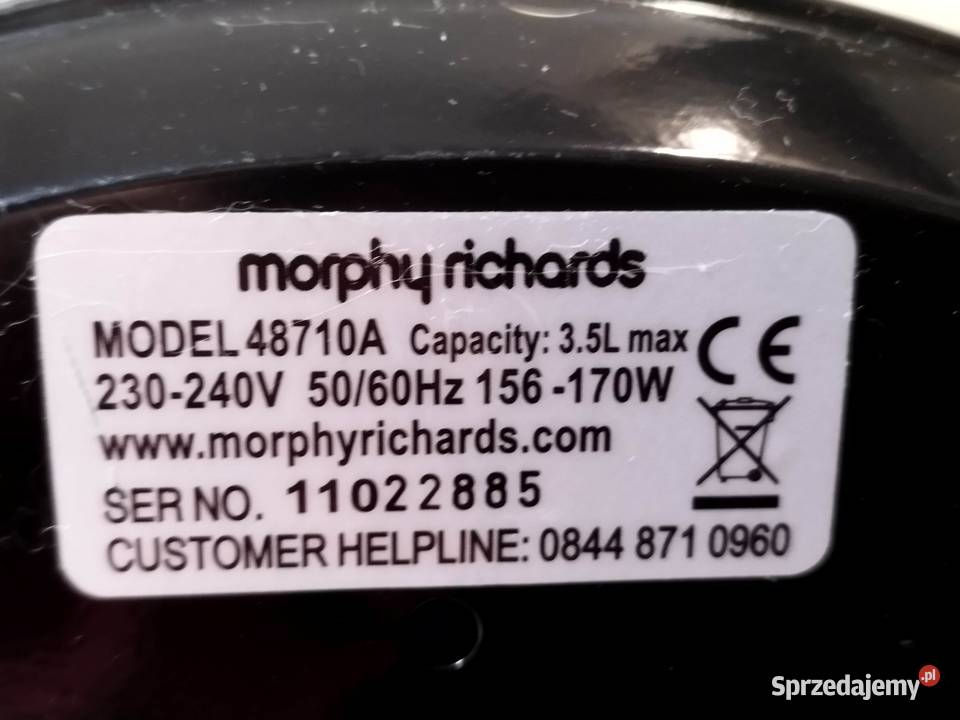 morphy richards
MODEL 48710A Capacity: 3.5L max CE
230-240V 50/60Hz 156-170W
www.morphyrichards.com
SER NO. 11022885
CUSTOMER HELPLINE: 0844 871 0960
Sprzedajemy.pl